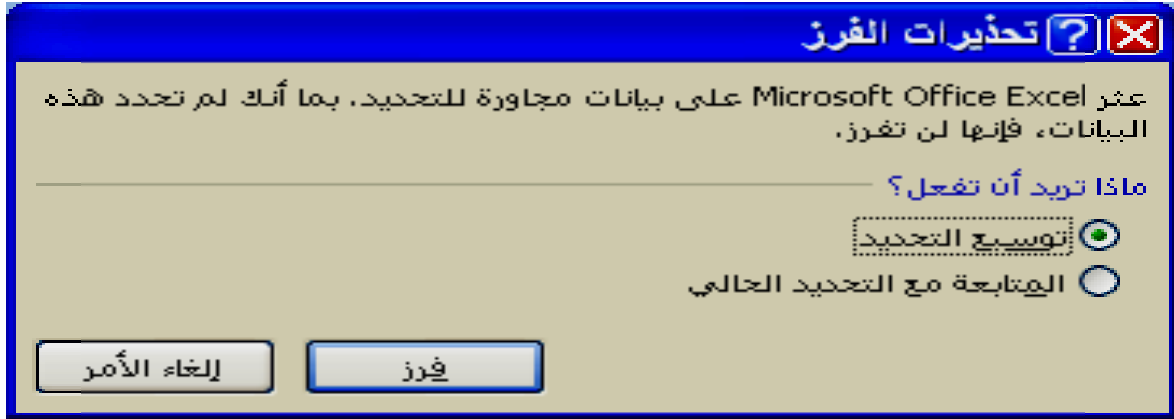 تحذيرات الفرز
عثر Microsoft Office Excel على بيانات مجاورة للتحديد. بما أنك لم تحدد هذه
البيانات، فإنها لن تفرز.
ماذا تريد أن تفعل؟
توسيع التحديد
المتابعة مع التحديد الحالي
فرز
إلغاء الأمر